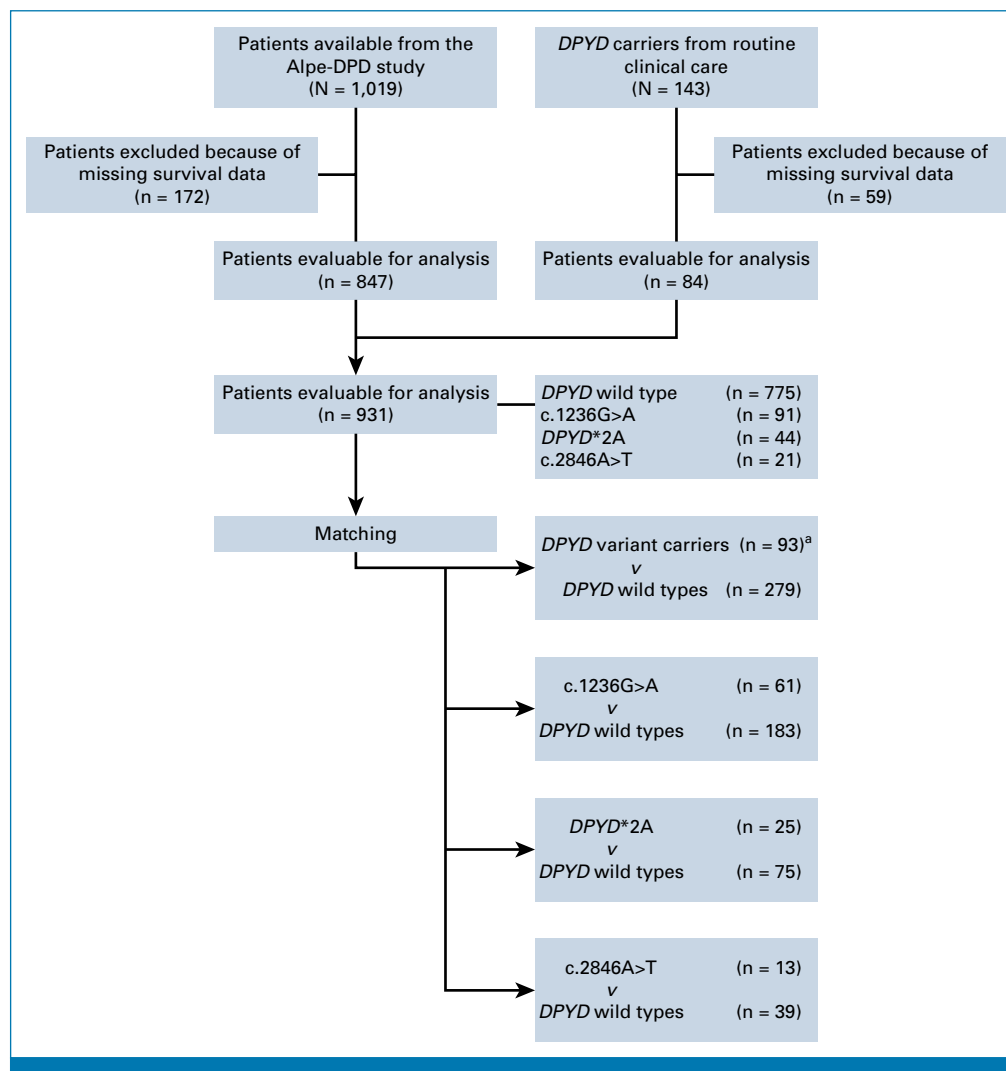 Patients available from the
Alpe-DPD study
(N = 1,019)
DPYD carriers from routine
clinical care
(N = 143)
Patients excluded because of
missing survival data
(n = 172)
Patients excluded because of
missing survival data
(n = 59)
Patients evaluable for analysis
(n = 847)
Patients evaluable for analysis
(n = 84)
Patients evaluable for analysis
(n = 931)
DPYD wild type (n = 775)
c.1236G>A (n = 91)
DPYD*2A (n = 44)
c.2846A>T (n = 21)
Matching
DPYD variant carriers (n = 93)a
v
DPYD wild types (n = 279)
c.1236G>A (n = 61)
v
DPYD wild types (n = 183)
DPYD*2A (n = 25)
v
DPYD wild types (n = 75)
c.2846A>T (n = 13)
v
DPYD wild types (n = 39)